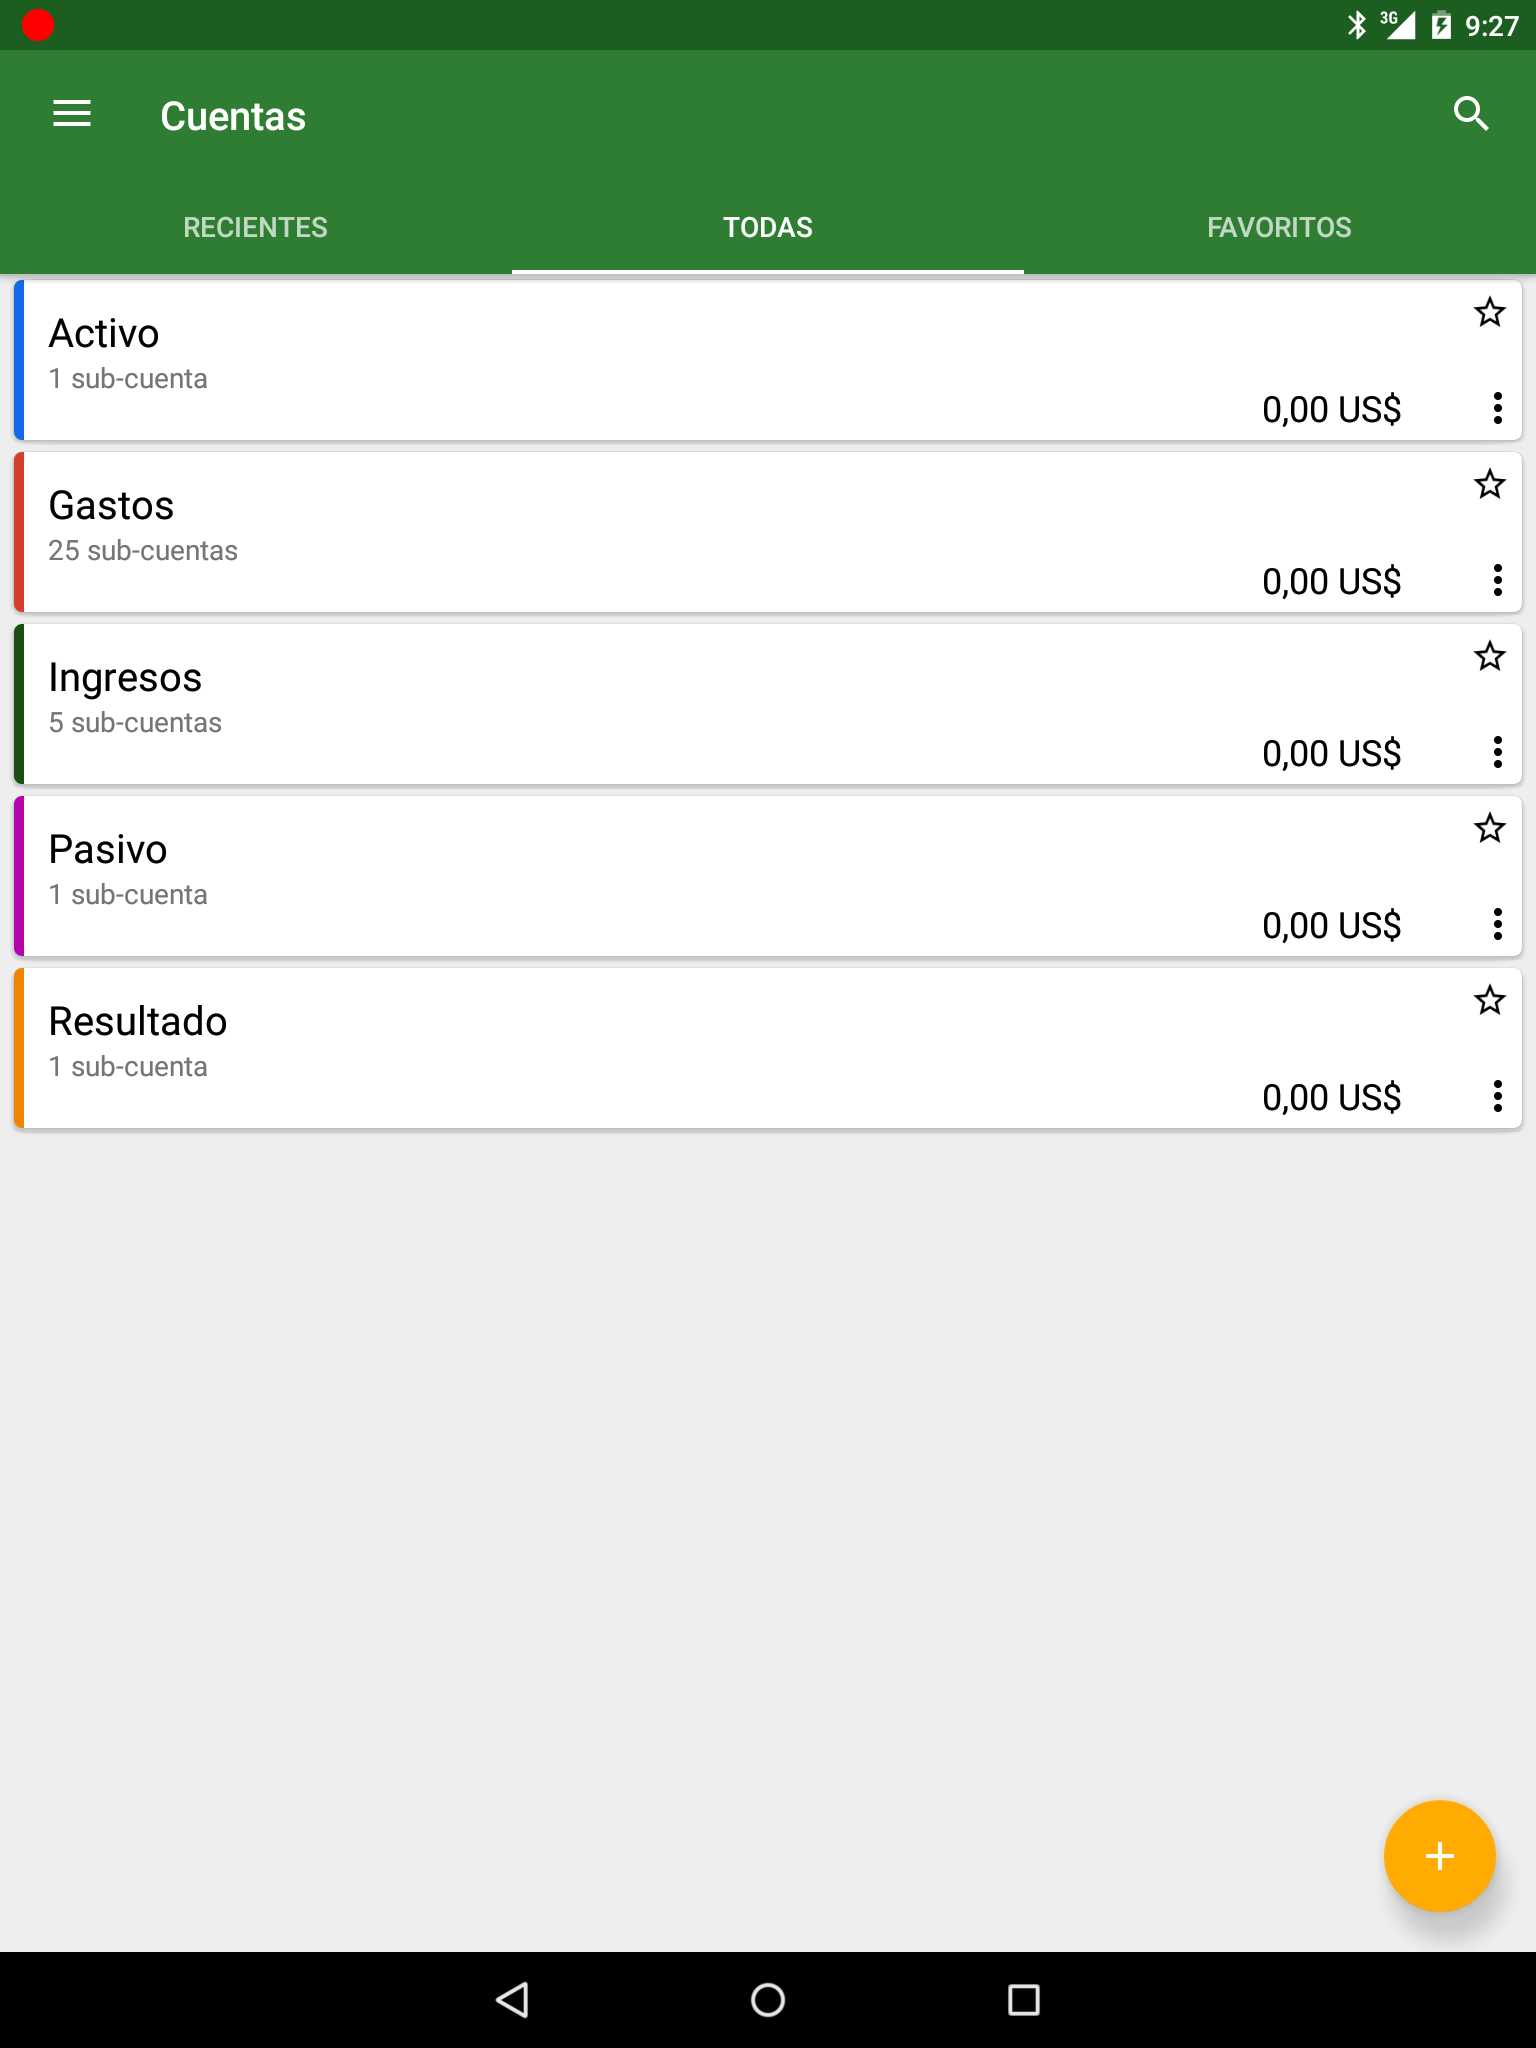 3G 9:27
Cuentas
RECIENTES TODAS FAVORITOS
Activo
1 sub-cuenta
0,00 US$
Gastos
25 sub-cuentas
0,00 US$
Ingresos
5 sub-cuentas
0,00 US$
Pasivo
1 sub-cuenta
0,00 US$
Resultado
1 sub-cuenta
0,00 US$